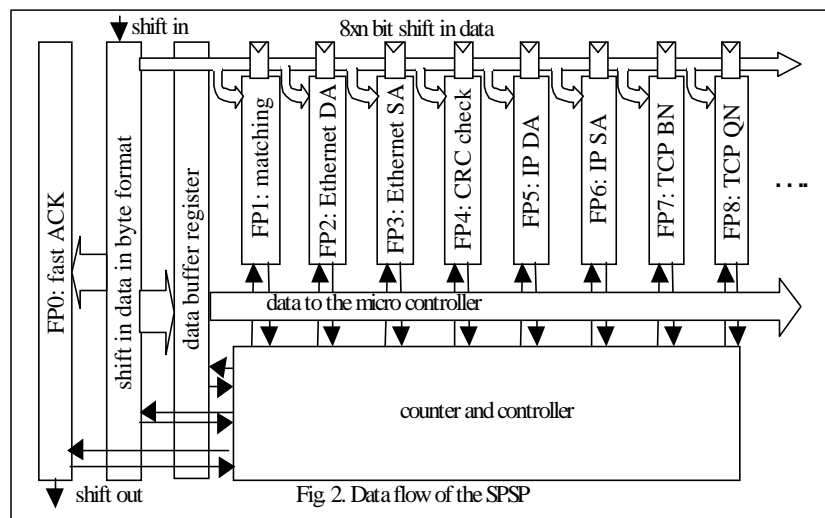 shift in
8xn bit shift in data
FP0: fast ACK
shift in data in byte format
data buffer register
FP1: matching
FP2: Ethernet DA
FP3: Ethernet SA
FP4: CRC check
FP5: IP DA
FP6: IP SA
FP7: TCP BN
FP8: TCP QN
.....
data to the micro controller
counter and controller
shift out
Fig. 2. Data flow of the SPSP